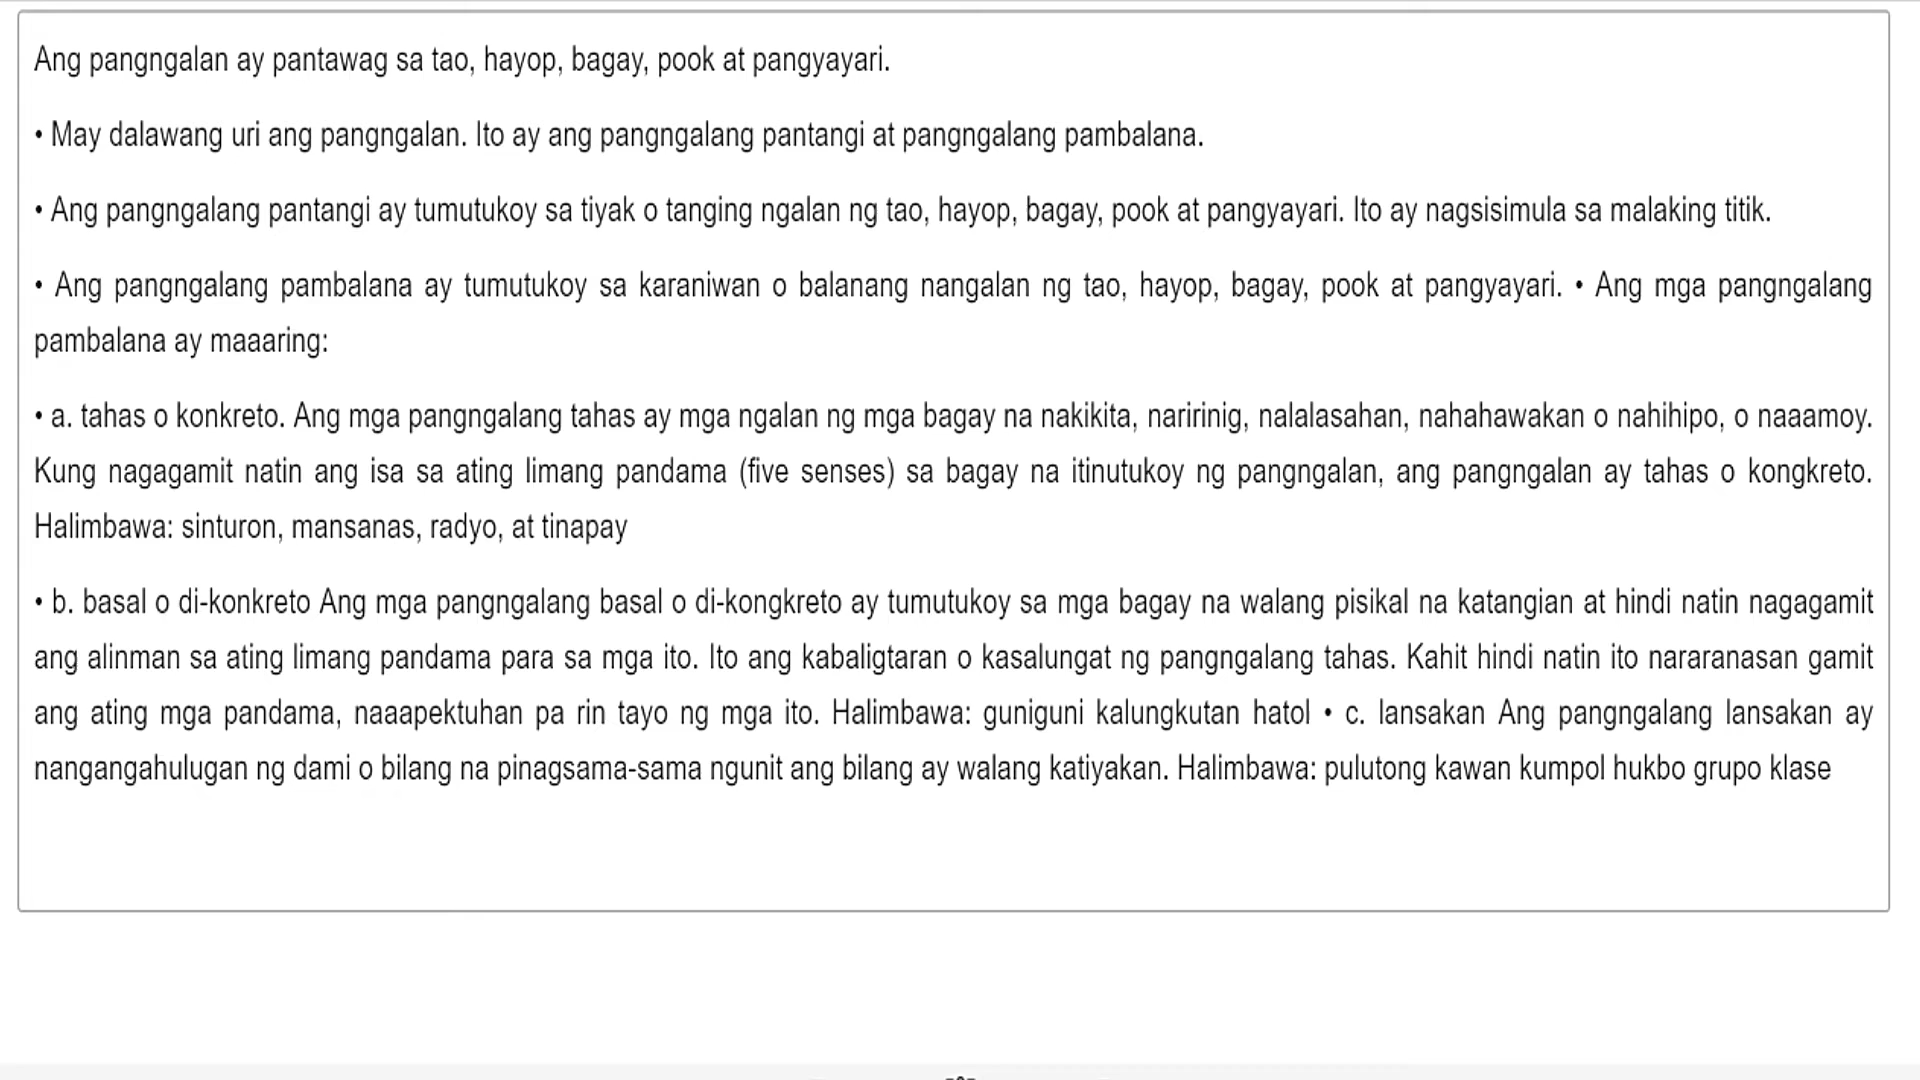 Ang pangngalan ay pantawag sa tao, hayop, bagay, pook at pangyayari.
• May dalawang uri ang pangngalan. Ito ay ang pangngalang pantangi at pangngalang pambalana.
• Ang pangngalang pantangi ay tumutukoy sa tiyak o tanging ngalan ng tao, hayop, bagay, pook at pangyayari. Ito ay nagsisimula sa malaking titik.
• Ang pangngalang pambalana ay tumutukoy sa karaniwan o balanang nangalan ng tao, hayop, bagay, pook at pangyayari. • Ang mga pangngalang
pambalana ay maaaring:
• a. tahas o konkreto. Ang mga pangngalang tahas ay mga ngalan ng mga bagay na nakikita, naririnig, nalalasahan, nahahawakan o nahihipo, o naaamoy.
Kung nagagamit natin ang isa sa ating limang pandama (five senses) sa bagay na itinutukoy ng pangngalan, ang pangngalan ay tahas o kongkreto.
Halimbawa: sinturon, mansanas, radyo, at tinapay
• b. basal o di-konkreto Ang mga pangngalang basal o di-kongkreto ay tumutukoy sa mga bagay na walang pisikal na katangian at hindi natin nagagamit
ang alinman sa ating limang pandama para sa mga ito. Ito ang kabaligtaran o kasalungat ng pangngalang tahas. Kahit hindi natin ito nararanasan gamit
ang ating mga pandama, naaapektuhan pa rin tayo ng mga ito. Halimbawa: guniguni kalungkutan hatol • c. lansakan Ang pangngalang lansakan ay
nangangahulugan ng dami o bilang na pinagsama-sama ngunit ang bilang ay walang katiyakan. Halimbawa: pulutong kawan kumpol hukbo grupo klase